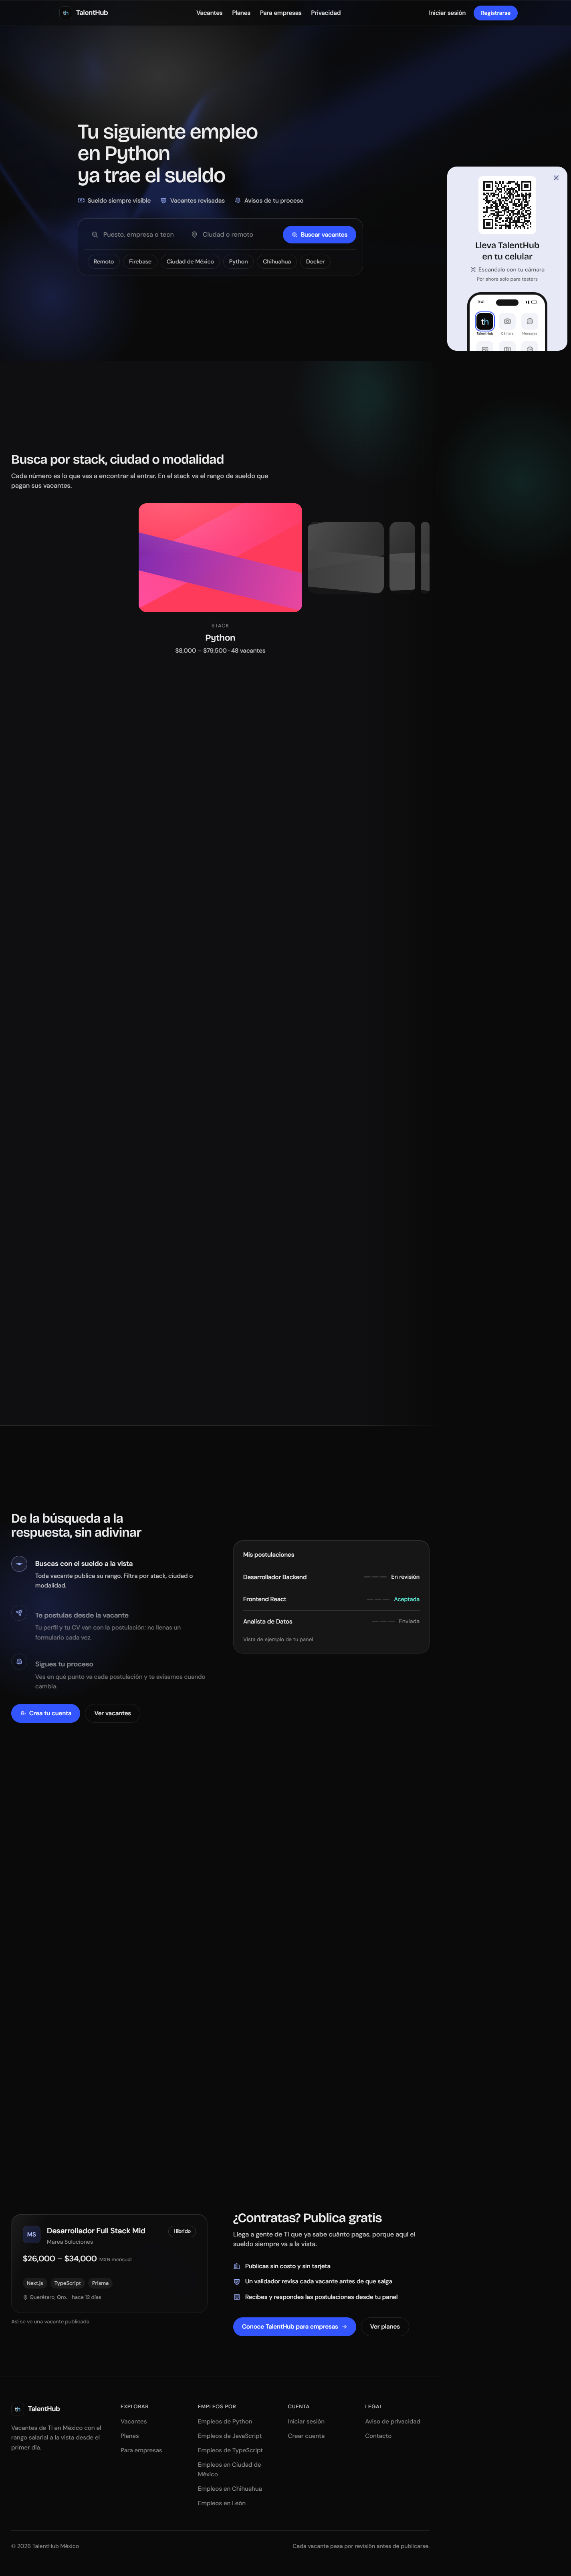 TalentHub
Vacantes
Planes
Para empresas
Privacidad
Iniciar sesión
Registrarse
Tu siguiente empleo
en Python
ya trae el sueldo
Sueldo siempre visible
Vacantes revisadas
Avisos de tu proceso
Puesto, empresa o tecn
Ciudad o remoto
Buscar vacantes
Remoto
Firebase
Ciudad de México
Python
Chihuahua
Docker
Lleva TalentHub
en tu celular
Escanéalo con tu cámara
Por ahora solo para testers
9:41
th
TalentHub
Cámara
Mensajes
Busca por stack, ciudad o modalidad
Cada número es lo que vas a encontrar al entrar. En el stack va el rango de sueldo que
pagan sus vacantes.
STACK
Python
$8,000 – $79,500 · 48 vacantes
De la búsqueda a la
respuesta, sin adivinar
Buscas con el sueldo a la vista
Toda vacante publica su rango. Filtra por stack, ciudad o
modalidad.
Te postulas desde la vacante
Tu perfil y tu CV van con la postulación; no llenas un
formulario cada vez.
Sigues tu proceso
Ves en qué punto va cada postulación y te avisamos cuando
cambia.
Crea tu cuenta
Ver vacantes
Mis postulaciones
Desarrollador Backend
En revisión
Frontend React
Aceptada
Analista de Datos
Enviada
Vista de ejemplo de tu panel
MS
Desarrollador Full Stack Mid
Híbrido
Marea Soluciones
$26,000 – $34,000 MXN mensual
Next.js
TypeScript
Prisma
Querétaro, Qro.
hace 12 días
Así se ve una vacante publicada
¿Contratas? Publica gratis
Llega a gente de TI que ya sabe cuánto pagas, porque aquí el
sueldo siempre va a la vista.
Publicas sin costo y sin tarjeta
Un validador revisa cada vacante antes de que salga
Recibes y respondes las postulaciones desde tu panel
Conoce TalentHub para empresas
Ver planes
th TalentHub
Vacantes de TI en México con el
rango salarial a la vista desde el
primer día.
EXPLORAR
Vacantes
Planes
Para empresas
EMPLEOS POR
Empleos de Python
Empleos de JavaScript
Empleos de TypeScript
Empleos en Ciudad de
México
Empleos en Chihuahua
Empleos en León
CUENTA
Iniciar sesión
Crear cuenta
LEGAL
Aviso de privacidad
Contacto
© 2026 TalentHub México
Cada vacante pasa por revisión antes de publicarse.